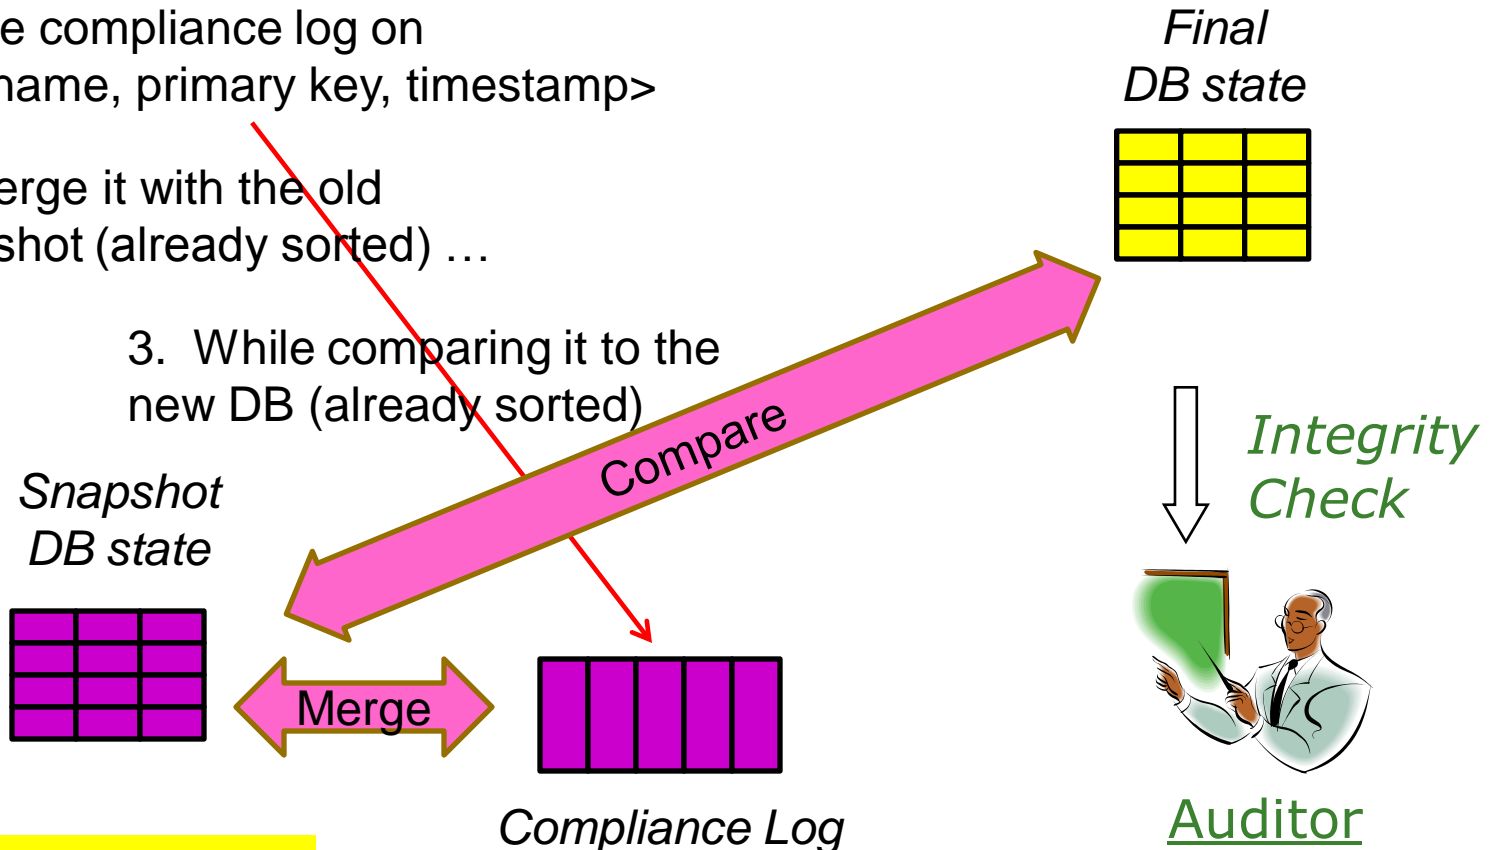 e compliance log on
name, primary key, timestamp>
erge it with the old
shot (already sorted) …
3. While comparing it to the
new DB (already sorted)
Final
DB state
Compare
Integrity
Check
Snapshot
DB state
Merge
Compliance Log
Auditor